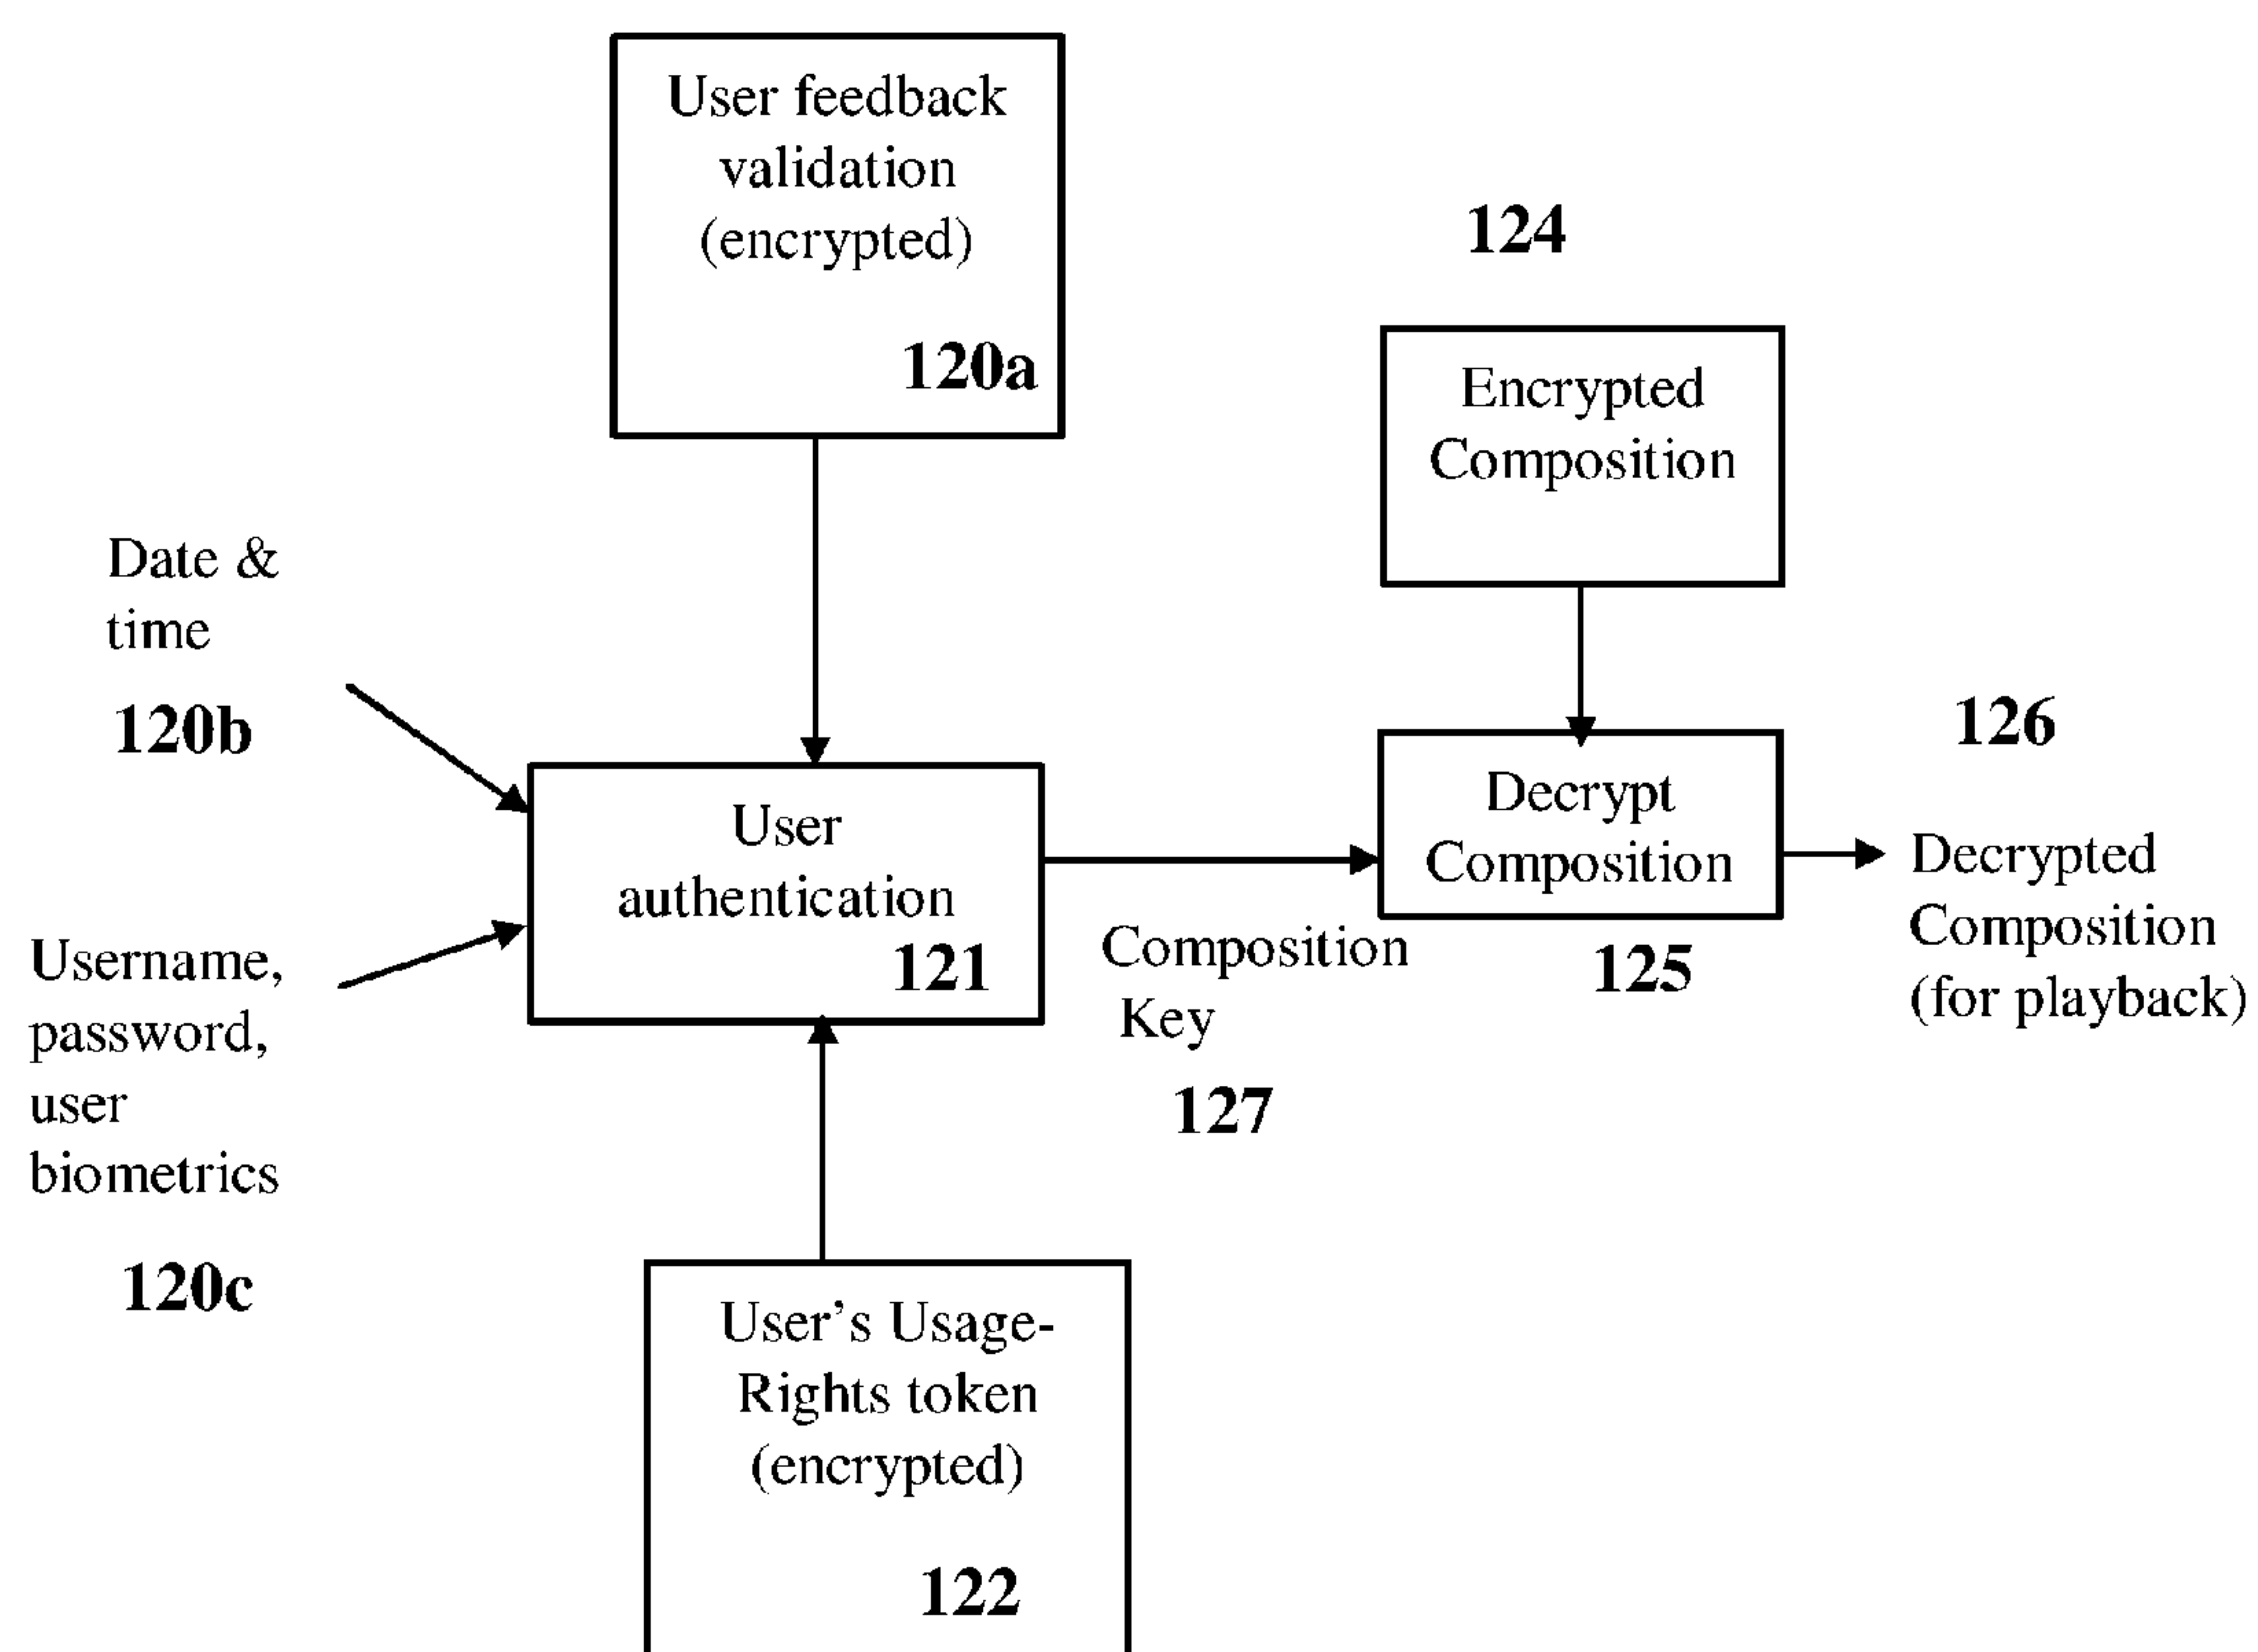 User feedback
validation
(encrypted)
120a
124
Encrypted
Composition
Date &
time
120b
126
User
authentication
121
Decrypt
Composition
125
Decrypted
Composition
(for playback)
Username,
password,
user
biometrics
120c
Composition
Key
127
User's Usage-
Rights token
(encrypted)
122